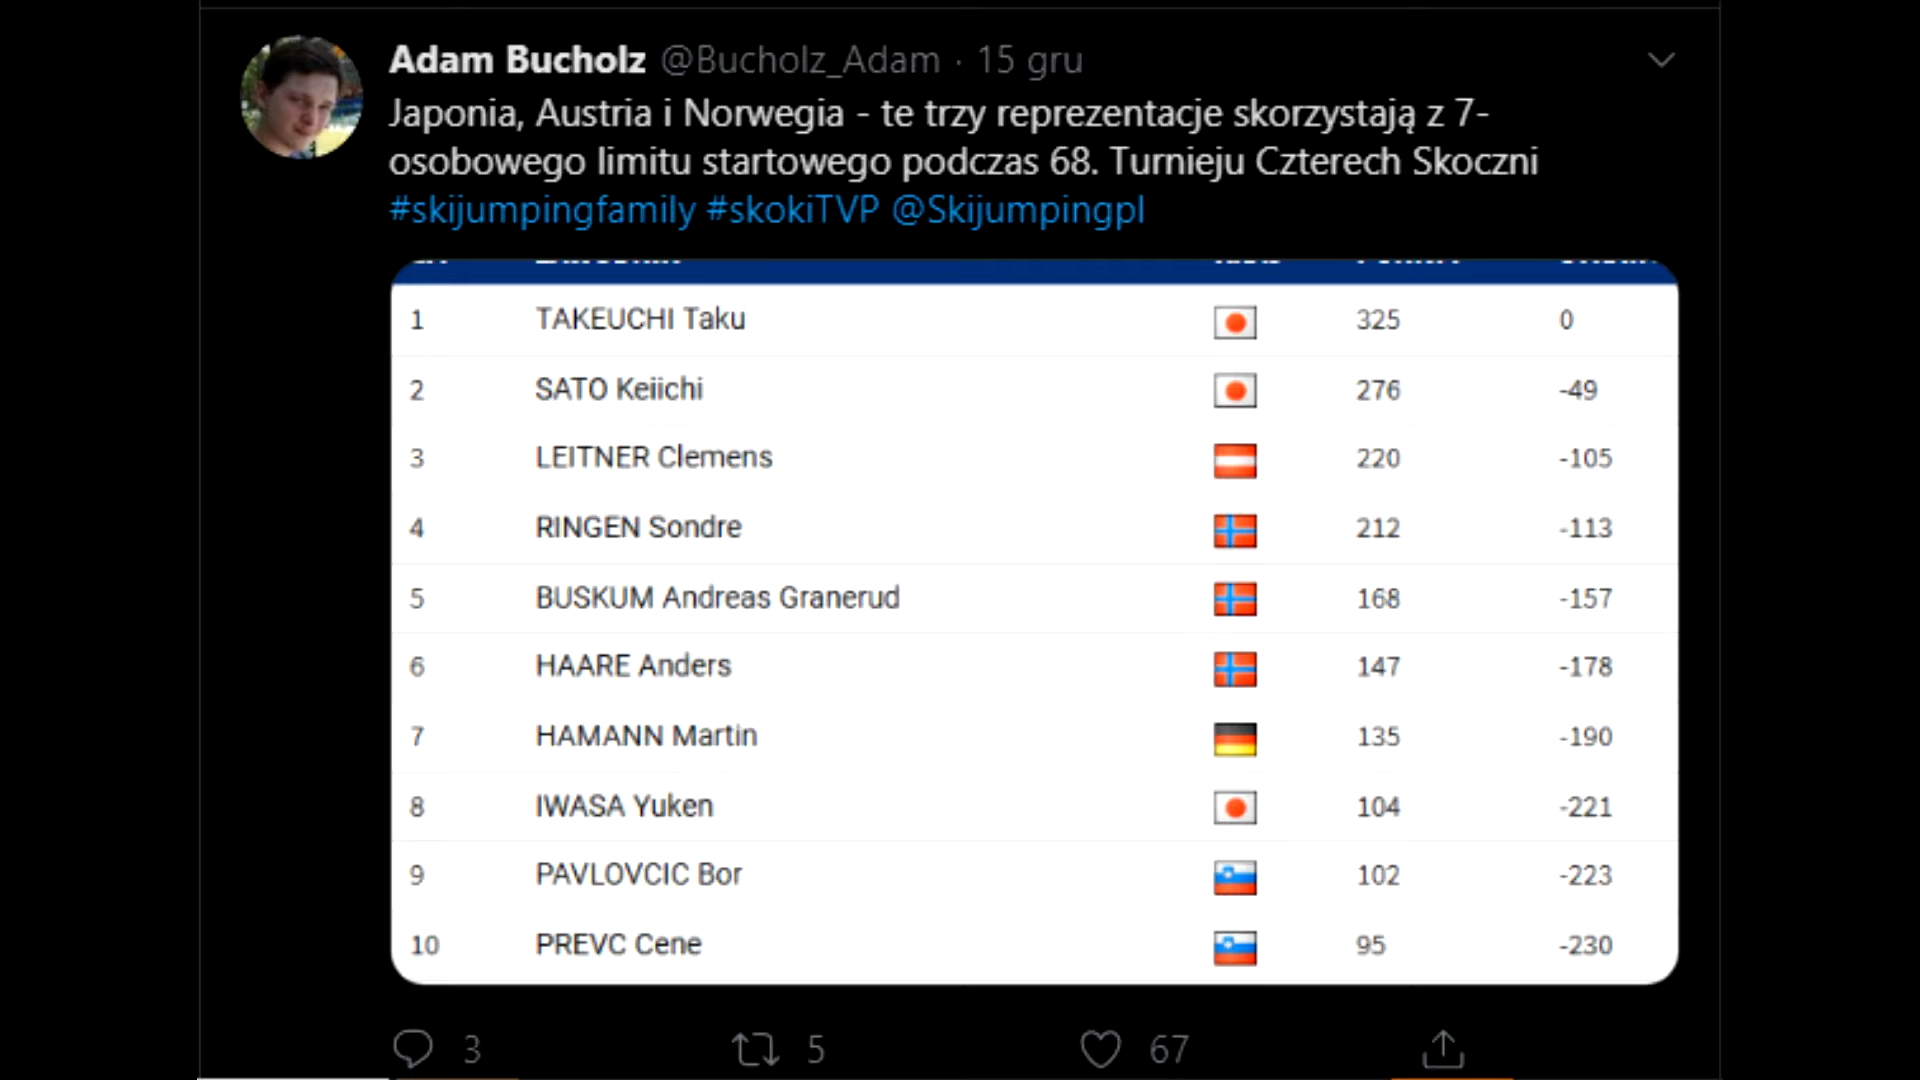 Adam Bucholz @Bucholz_Adam · 15 gru
Japonia, Austria i Norwegia - te trzy reprezentacje skorzystają z 7-
osobowego limitu startowego podczas 68. Turnieju Czterech Skoczni
#skijumpingfamily #skokiTVP @Skijumpingpl
1 TAKEUCHI Taku 325 0
2 SATO Keiichi 276 -49
3 LEITNER Clemens 220 -105
4 RINGEN Sondre 212 -113
5 BUSKUM Andreas Granerud 168 -157
6 HAARE Anders 147 -178
7 HAMANN Martin 135 -190
8 IWASA Yuken 104 -221
9 PAVLOVCIC Bor 102 -223
10 PREVC Cene 95 -230
3 5 67